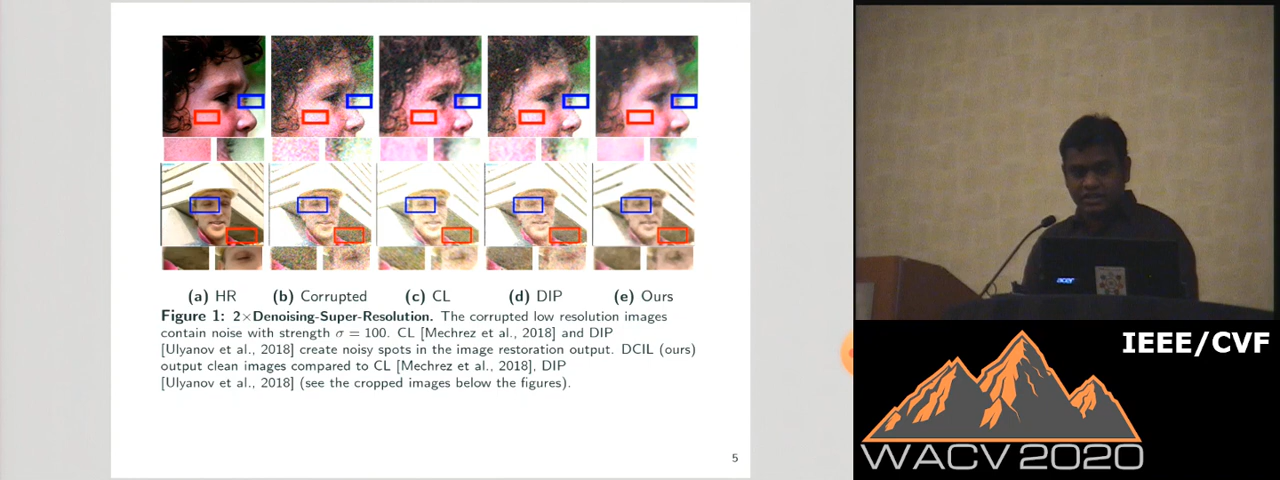 (a) HR (b) Corrupted (c) CL (d) DIP (e) Ours
Figure 1: 2×Denoising-Super-Resolution. The corrupted low resolution images
contain noise with strength σ = 100. CL [Mechrez et al., 2018] and DIP
[Ulyanov et al., 2018] create noisy spots in the image restoration output. DCIL (ours)
output clean images compared to CL [Mechrez et al., 2018], DIP
[Ulyanov et al., 2018] (see the cropped images below the figures).
5
acer
IEEE/CVF
WACV 2020